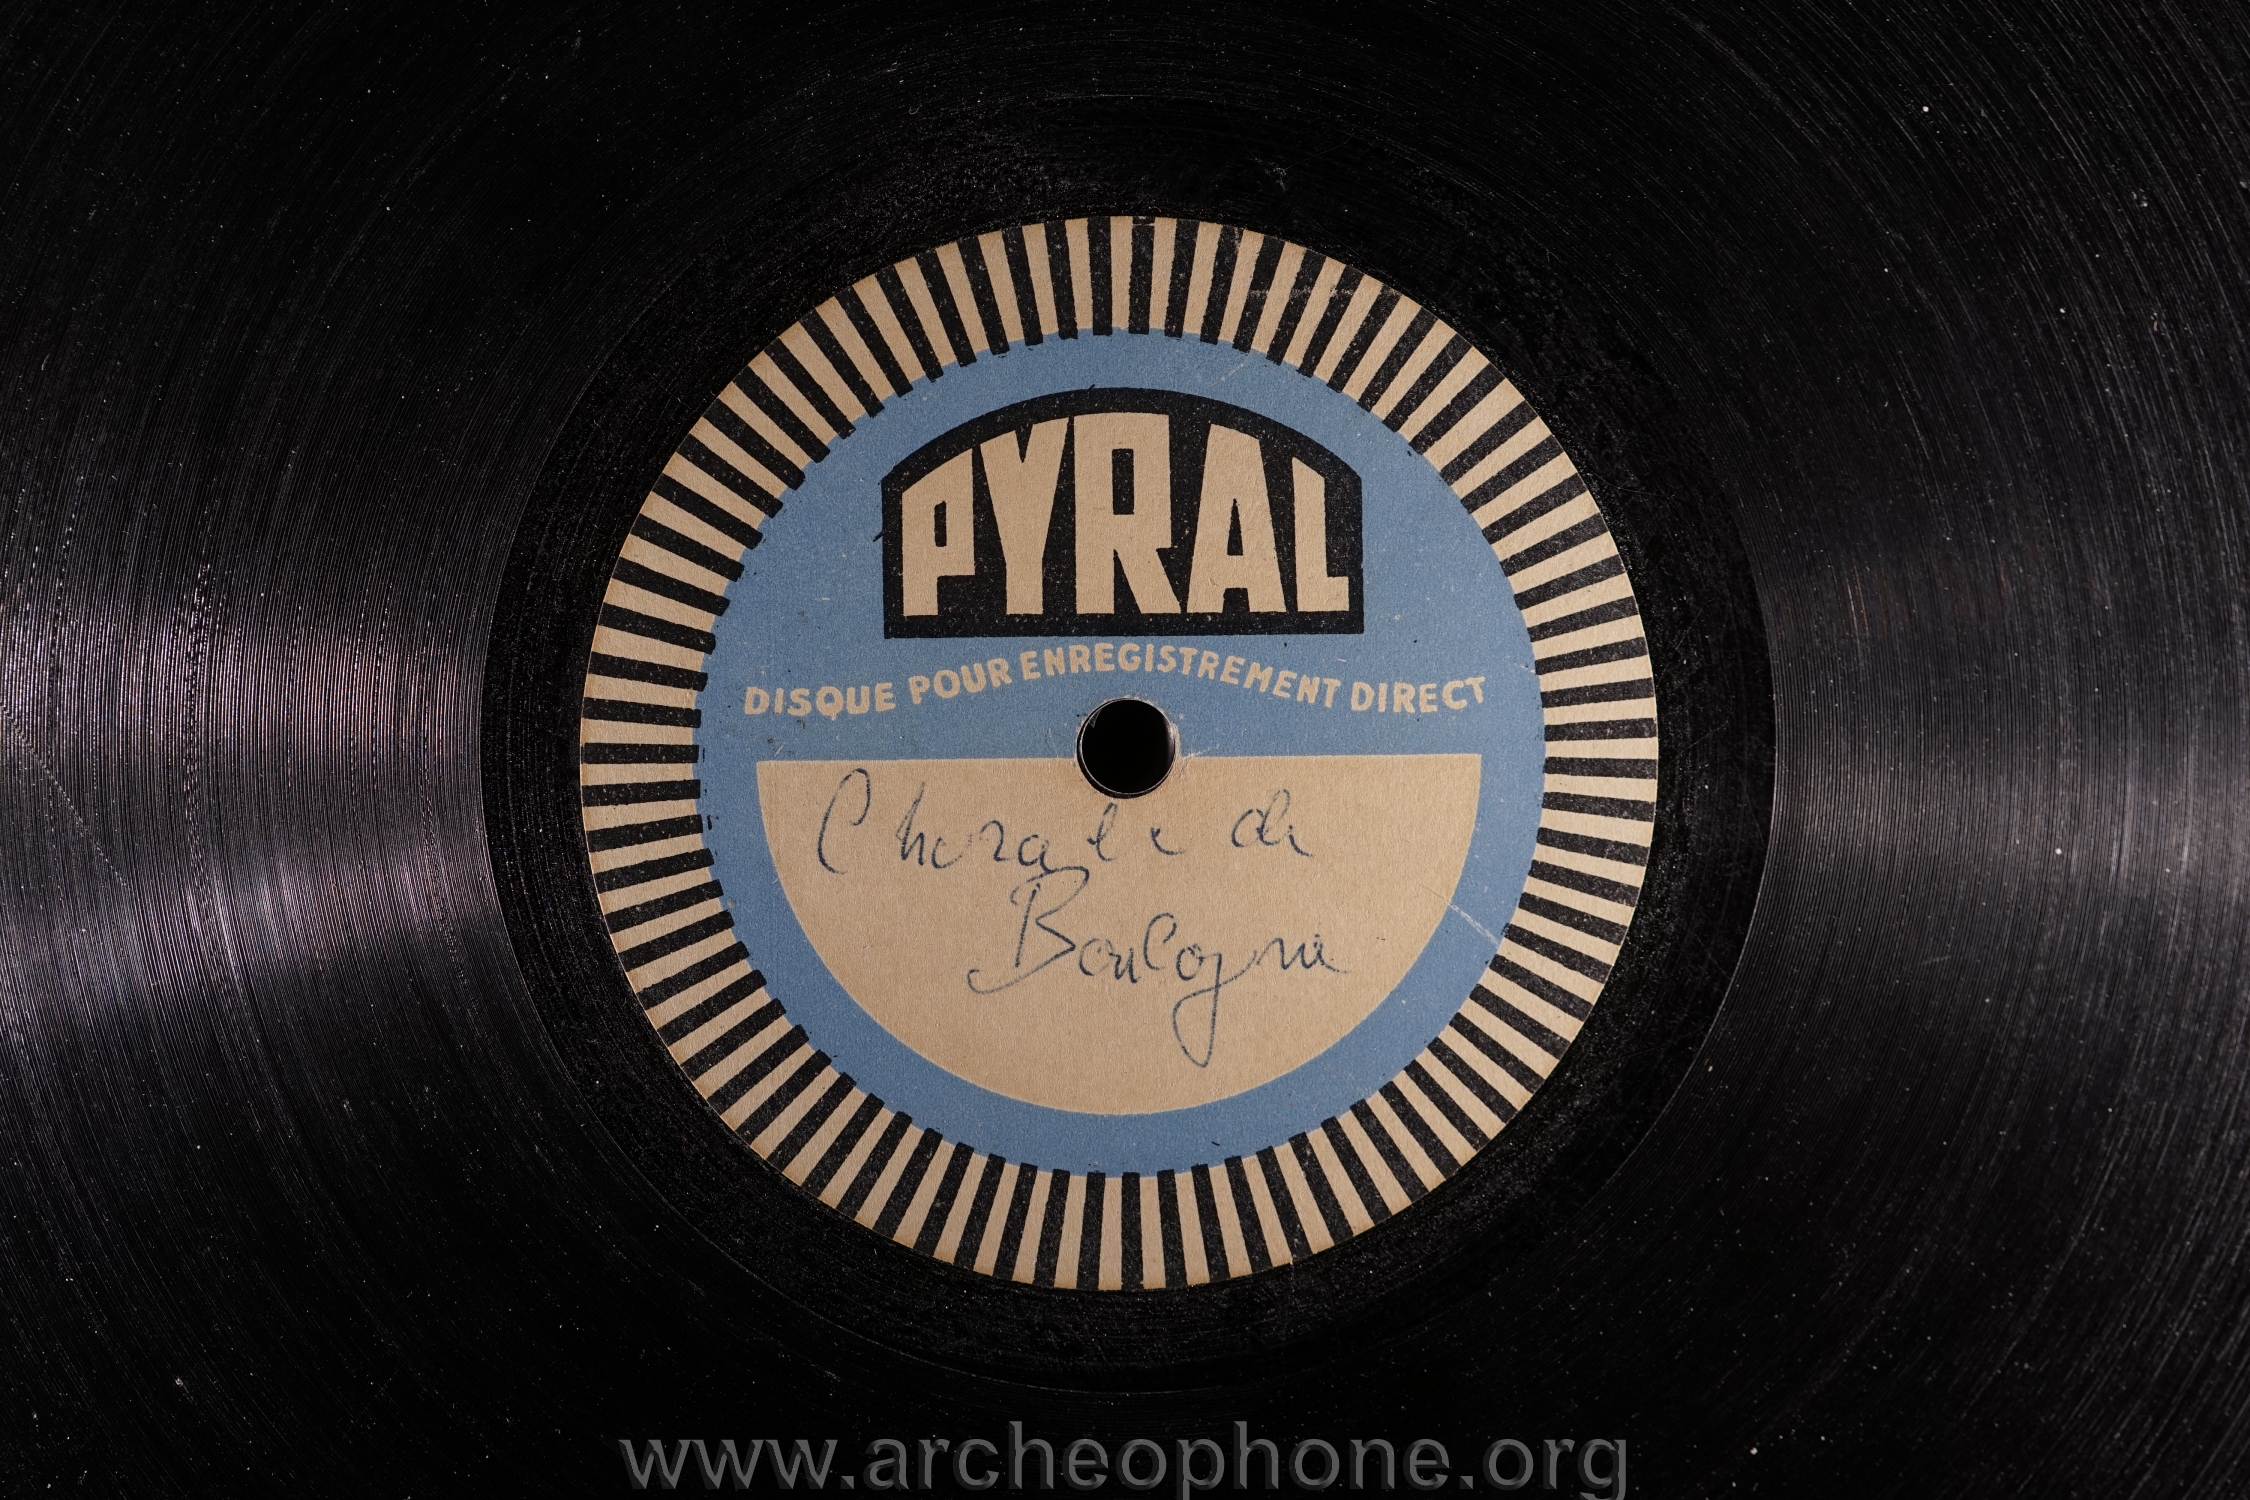 PYRAL
DISQUE POUR ENREGISTREMENT DIRECT
Chorale de
Boulogne
www.archeophone.org